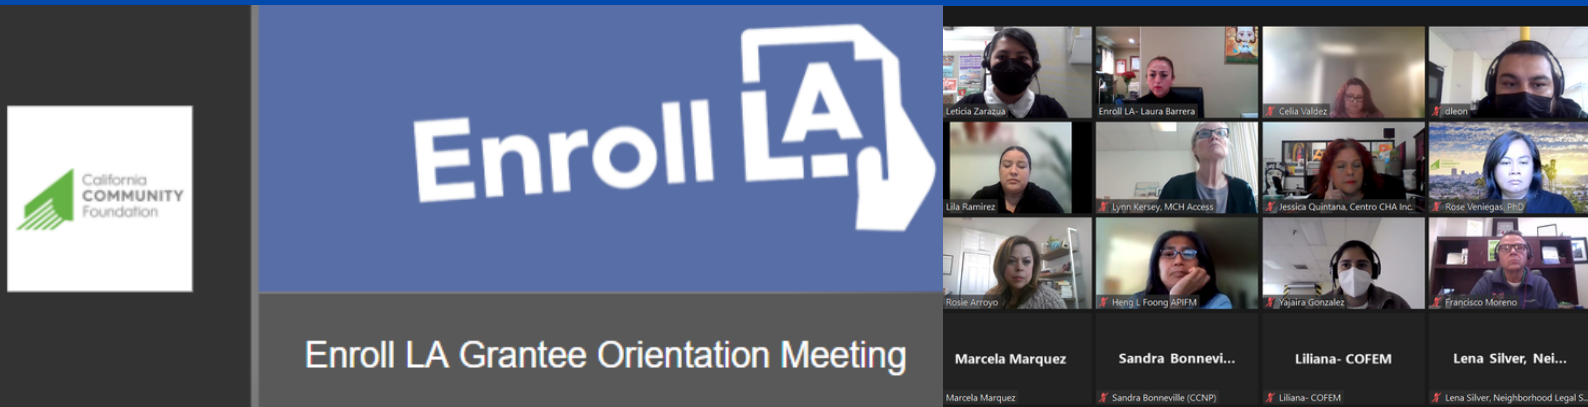 California
COMMUNITY
Foundation
Enroll LA
Enroll LA Grantee Orientation Meeting
Leticia Zarazua
Enroll LA- Laura Barrera
Celia Valdez
dleon
Lila Ramirez
Lynn Kersey, MCH Access
Jessica Quintana, Centro CHA Inc.
Rose Veniegas, PhD
Rosie Arroyo
Heng L Foong APIFM
Yajaira Gonzalez
Francisco Moreno
Marcela Marquez
Sandra Bonnevi...
Liliana- COFEM
Lena Silver, Nei...
Marcela Marquez
Sandra Bonneville (CCNP)
Liliana- COFEM
Lena Silver, Neighborhood Legal S...